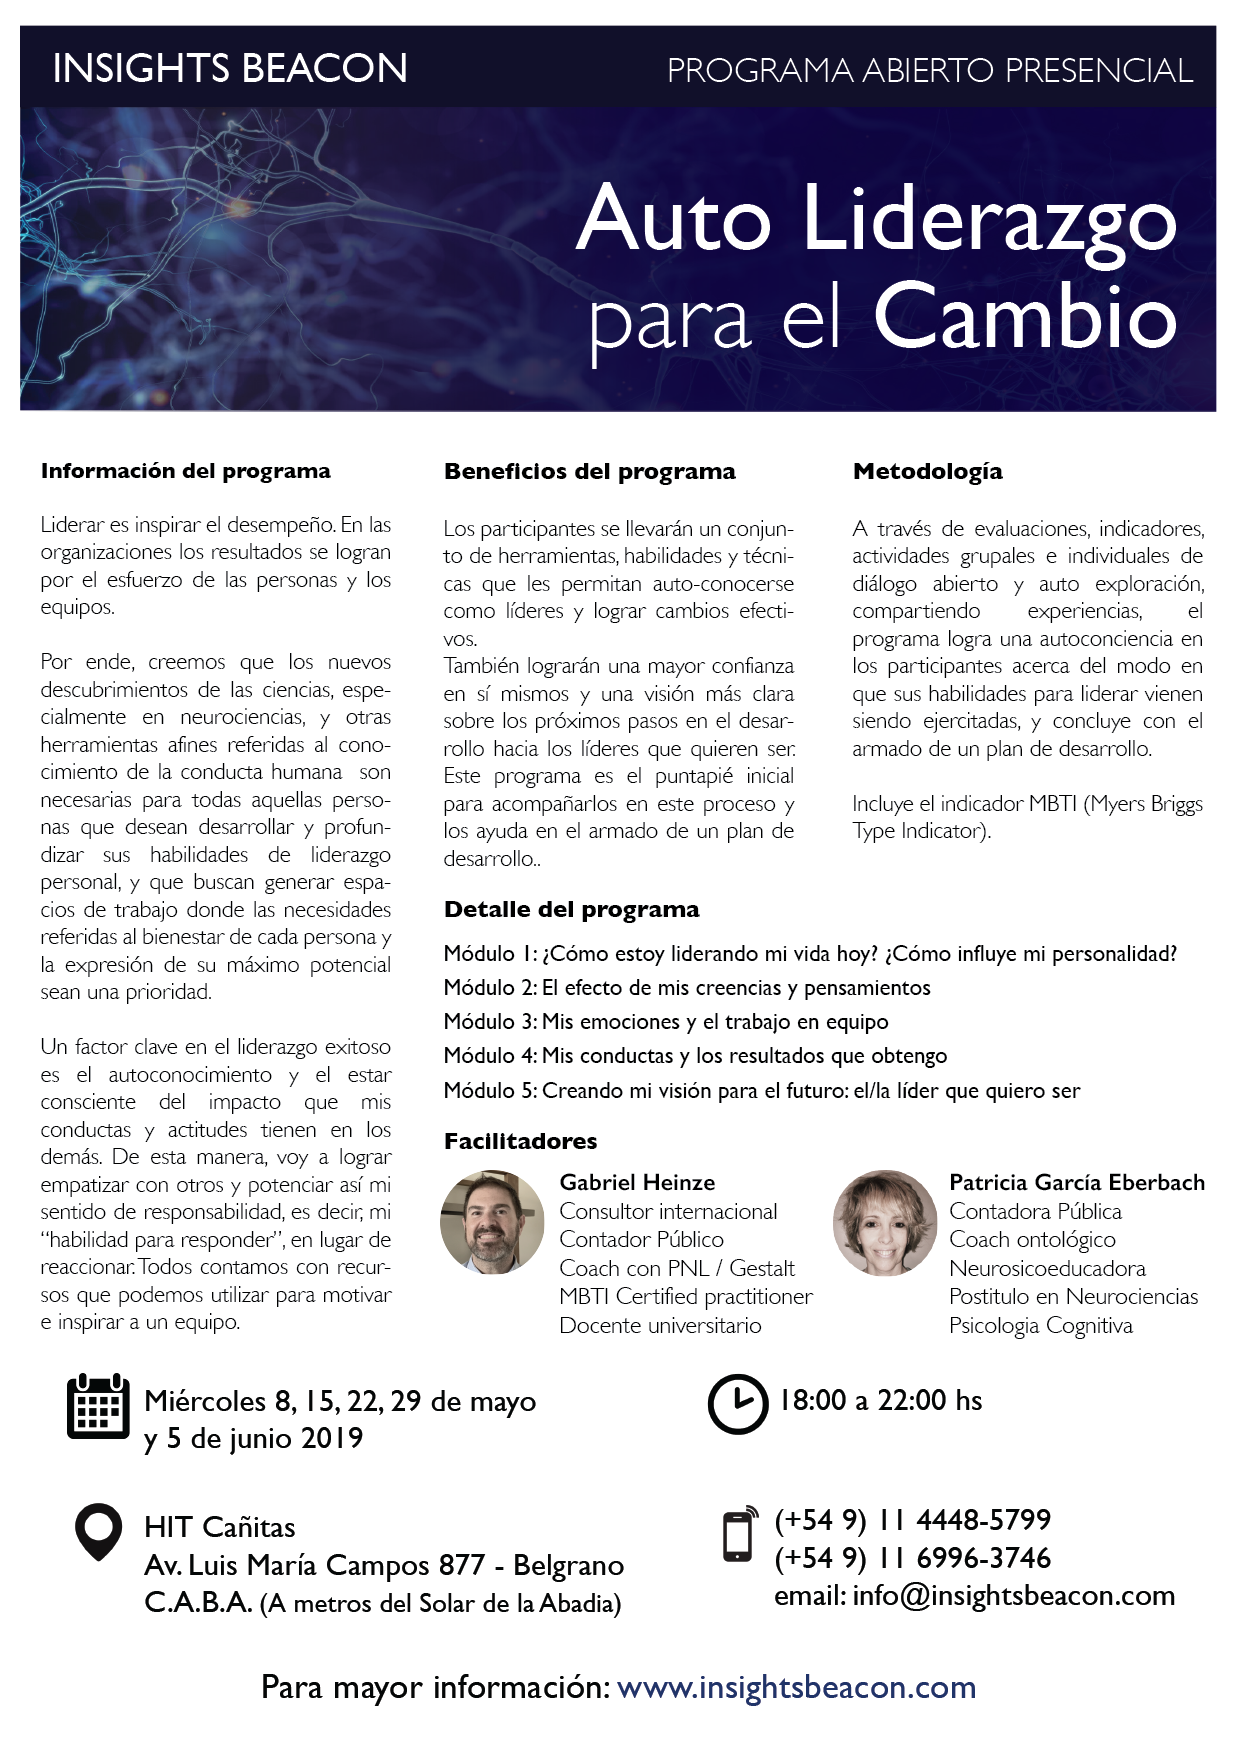 INSIGHTS BEACON
PROGRAMA ABIERTO PRESENCIAL
Auto Liderazgo
para el Cambio
Información del programa
Liderar es inspirar el desempeño. En las
organizaciones los resultados se logran
por el esfuerzo de las personas y los
equipos.
Por ende, creemos que los nuevos
descubrimientos de las ciencias, espe-
cialmente en neurociencias, y otras
herramientas afines referidas al cono-
cimiento de la conducta humana son
necesarias para todas aquellas perso-
nas que desean desarrollar y profun-
dizar sus habilidades de liderazgo
personal, y que buscan generar espa-
cios de trabajo donde las necesidades
referidas al bienestar de cada persona y
la expresión de su máximo potencial
sean una prioridad.
Un factor clave en el liderazgo exitoso
es el autoconocimiento y el estar
consciente del impacto que mis
conductas y actitudes tienen en los
demás. De esta manera, voy a lograr
empatizar con otros y potenciar así mi
sentido de responsabilidad, es decir, mi
“habilidad para responder”, en lugar de
reaccionar. Todos contamos con recur-
sos que podemos utilizar para motivar
e inspirar a un equipo.
Beneficios del programa
Los participantes se llevarán un conjun-
to de herramientas, habilidades y técni-
cas que les permitan auto-conocerse
como líderes y lograr cambios efecti-
vos.
También lograrán una mayor confianza
en sí mismos y una visión más clara
sobre los próximos pasos en el desar-
rollo hacia los líderes que quieren ser.
Este programa es el puntapié inicial
para acompañarlos en este proceso y
los ayuda en el armado de un plan de
desarrollo..
Metodología
A través de evaluaciones, indicadores,
actividades grupales e individuales de
diálogo abierto y auto exploración,
compartiendo experiencias, el
programa logra una autoconciencia en
los participantes acerca del modo en
que sus habilidades para liderar vienen
siendo ejercitadas, y concluye con el
armado de un plan de desarrollo.
Incluye el indicador MBTI (Myers Briggs
Type Indicator).
Detalle del programa
Módulo 1: ¿Cómo estoy liderando mi vida hoy? ¿Cómo influye mi personalidad?
Módulo 2: El efecto de mis creencias y pensamientos
Módulo 3: Mis emociones y el trabajo en equipo
Módulo 4: Mis conductas y los resultados que obtengo
Módulo 5: Creando mi visión para el futuro: el/la líder que quiero ser
Facilitadores
Gabriel Heinze
Consultor internacional
Contador Público
Coach con PNL / Gestalt
MBTI Certified practitioner
Docente universitario
Patricia García Eberbach
Contadora Pública
Coach ontológico
Neurosicoeducadora
Postitulo en Neurociencias
Psicologia Cognitiva
Miércoles 8, 15, 22, 29 de mayo
y 5 de junio 2019
18:00 a 22:00 hs
HIT Cañitas
Av. Luis María Campos 877 - Belgrano
C.A.B.A. (A metros del Solar de la Abadia)
(+54 9) 11 4448-5799
(+54 9) 11 6996-3746
email: info@insightsbeacon.com
Para mayor información: www.insightsbeacon.com